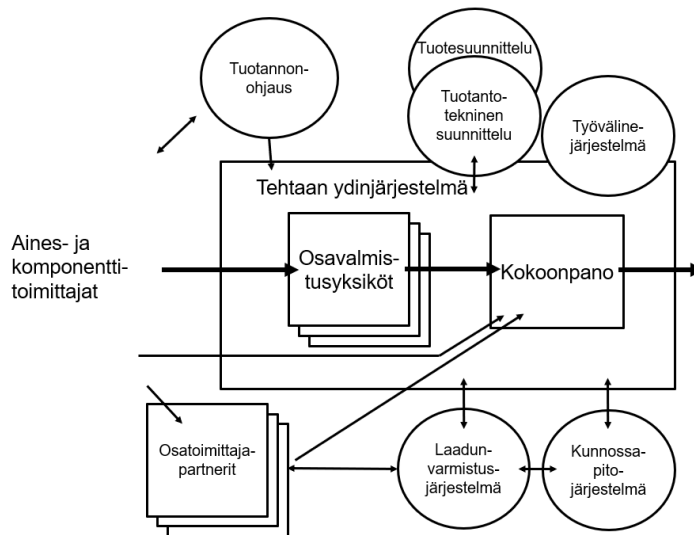 Tuotannon-
ohjaus
Tuotesuunnittelu
Tuotanto-
tekninen
suunnittelu
Työväline-
järjestelmä
Tehtaan ydinjärjestelmä
Aines- ja
komponentti-
toimittajat
Osavalmis-
tusyksiköt
Kokoonpano
Osatoimittaja-
partnerit
Laadun-
varmistus-
järjestelmä
Kunnossa-
pito-
järjestelmä